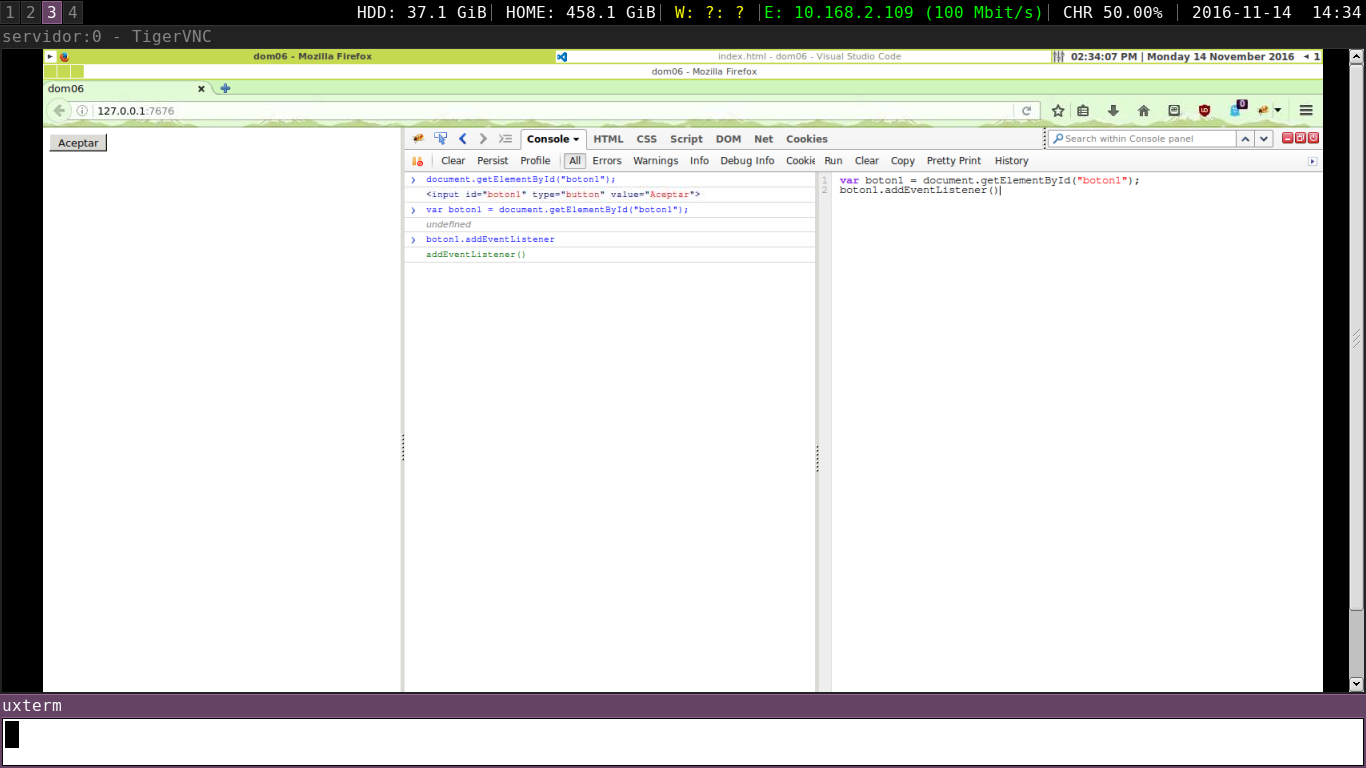 1 2 3 4 HDD: 37.1 GiB| HOME: 458.1 GiB| W: ?: ? |E: 10.168.2.109 (100 Mbit/s)| CHR 50.00% | 2016-11-14 14:34
servidor:0 - TigerVNC
dom06 - Mozilla Firefox index.html - dom06 - Visual Studio Code 02:34:07 PM | Monday 14 November 2016 1
dom06 - Mozilla Firefox
dom06
127.0.0.1:7676 0
Aceptar
Console HTML CSS Script DOM Net Cookies Search within Console panel
Clear Persist Profile All Errors Warnings Info Debug Info Cookie Run Clear Copy Pretty Print History
document.getElementById("boton1");
<input id="boton1" type="button" value="Aceptar">
var boton1 = document.getElementById("boton1");
undefined
boton1.addEventListener
addEventListener()
1 var boton1 = document.getElementById("boton1");
2 boton1.addEventListener()
uxterm